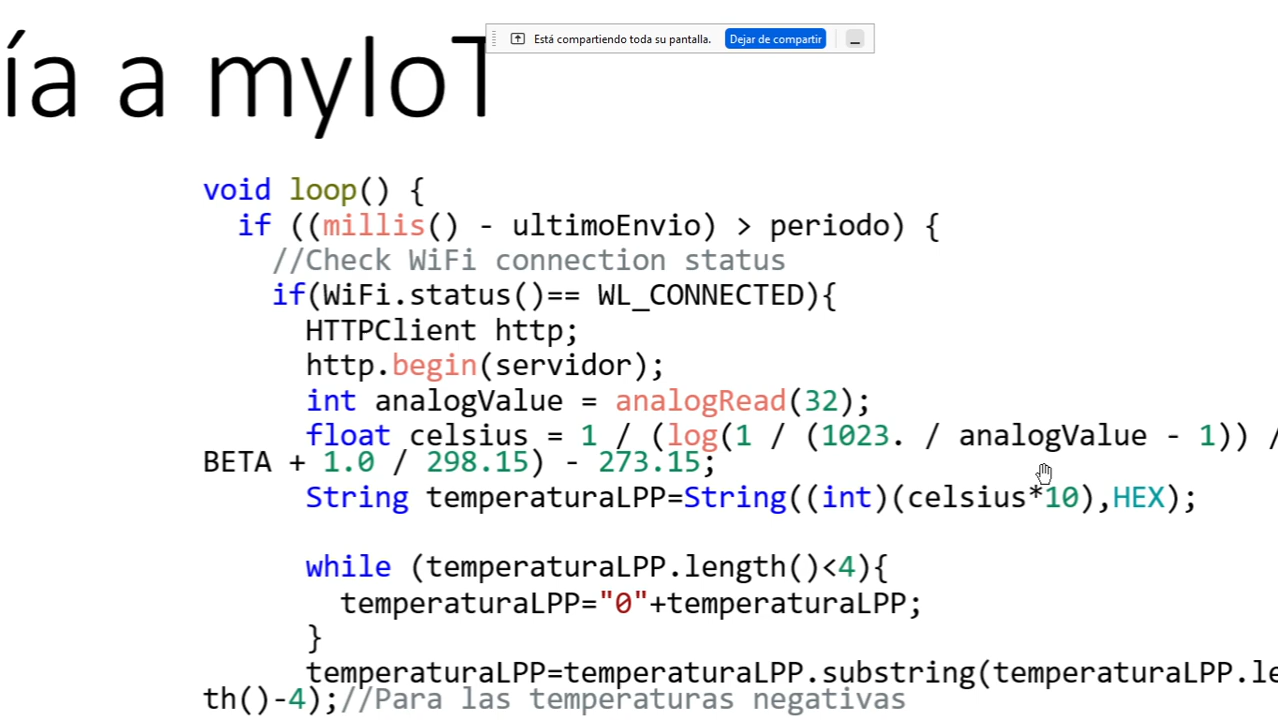 ía a myIoT
Está compartiendo toda su pantalla. Dejar de compartir
void loop() {
if ((millis() - ultimoEnvio) > periodo) {
//Check WiFi connection status
if(WiFi.status()== WL_CONNECTED){
HTTPClient http;
http.begin(servidor);
int analogValue = analogRead(32);
float celsius = 1 / (log(1 / (1023. / analogValue - 1)) /
BETA + 1.0 / 298.15) - 273.15;
String temperaturaLPP=String((int)(celsius*10),HEX);
while (temperaturaLPP.length()<4){
temperaturaLPP="0"+temperaturaLPP;
}
temperaturaLPP=temperaturaLPP.substring(temperaturaLPP.le
th()-4);//Para las temperaturas negativas